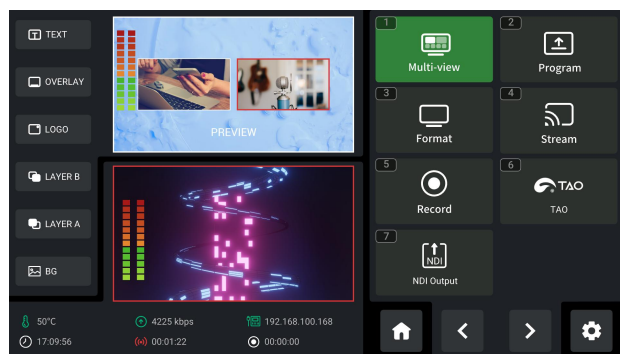 TEXT
OVERLAY
LOGO
LAYER B
LAYER A
BG
PREVIEW
50°C
4225 kbps
192.168.100.168
17:09:56
00:01:22
00:00:00
1
Multi-view
2
Program
3
Format
4
Stream
5
Record
6
TAO
TAO
7
NDI
NDI Output